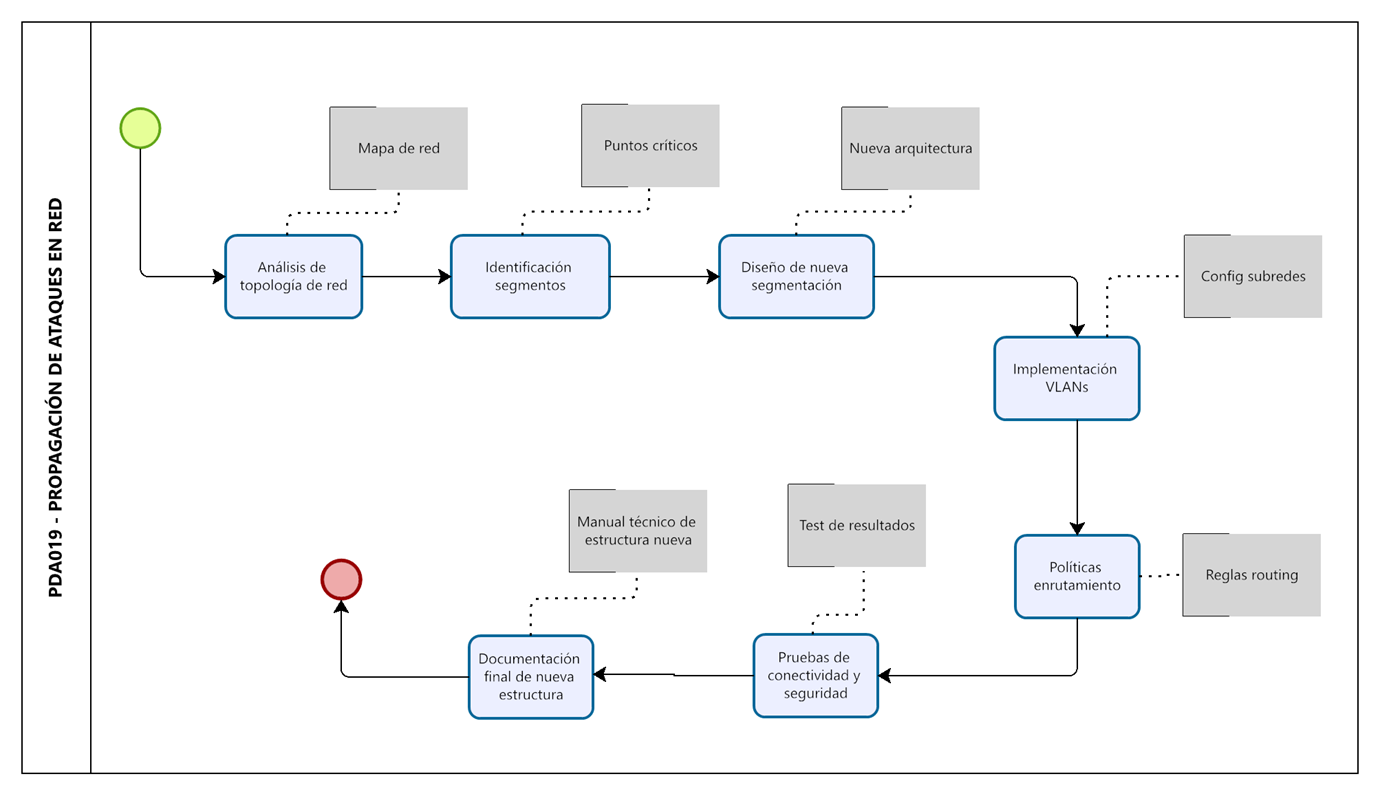 PDA019 - PROPAGACIÓN DE ATAQUES EN RED
Mapa de red
Puntos críticos
Nueva arquitectura
Análisis de
topología de red
Identificación
segmentos
Diseño de nueva
segmentación
Config subredes
Implementación
VLANs
Políticas
enrutamiento
Reglas routing
Manual técnico de
estructura nueva
Test de resultados
Documentación
final de nueva
estructura
Pruebas de
conectividad y
seguridad